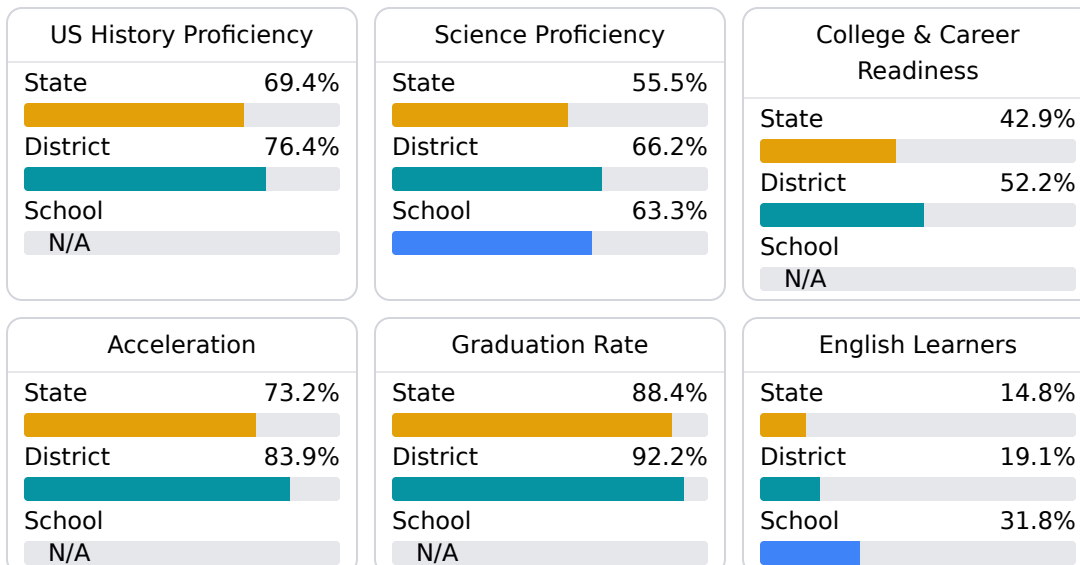 US History Proficiency
State 69.4%
District 76.4%
School
N/A
Science Proficiency
State 55.5%
District 66.2%
School 63.3%
College & Career
Readiness
State 42.9%
District 52.2%
School
N/A
Acceleration
State 73.2%
District 83.9%
School
N/A
Graduation Rate
State 88.4%
District 92.2%
School
N/A
English Learners
State 14.8%
District 19.1%
School 31.8%